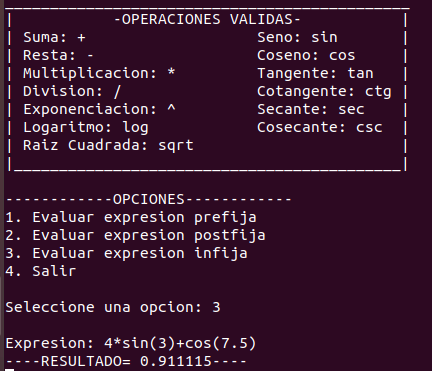 -OPERACIONES VALIDAS-
Suma: + Seno: sin
Resta: - Coseno: cos
Multiplicacion: * Tangente: tan
Division: / Cotangente: ctg
Exponenciacion: ^ Secante: sec
Logaritmo: log Cosecante: csc
Raiz Cuadrada: sqrt
------------OPCIONES------------
1. Evaluar expresion prefija
2. Evaluar expresion postfija
3. Evaluar expresion infija
4. Salir
Seleccione una opcion: 3
Expresion: 4*sin(3)+cos(7.5)
----RESULTADO= 0.911115----